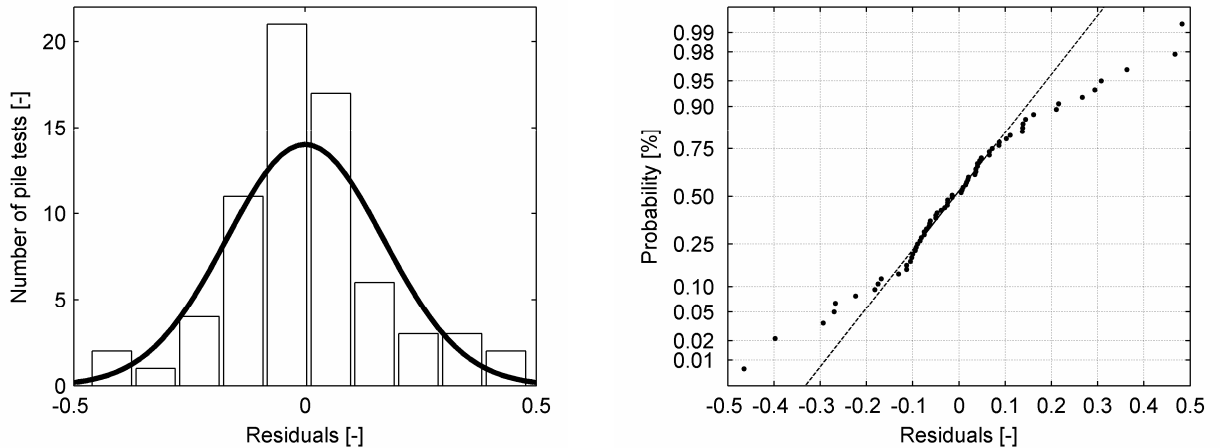 Number of pile tests [-]
20
15
10
5
0
-0.5 0 0.5
Residuals [-]
Probability [%]
0.99
0.98
0.95
0.90
0.75
0.50
0.25
0.10
0.05
0.02
0.01
-0.5 -0.4 -0.3 -0.2 -0.1 0 0.1 0.2 0.3 0.4 0.5
Residuals [-]